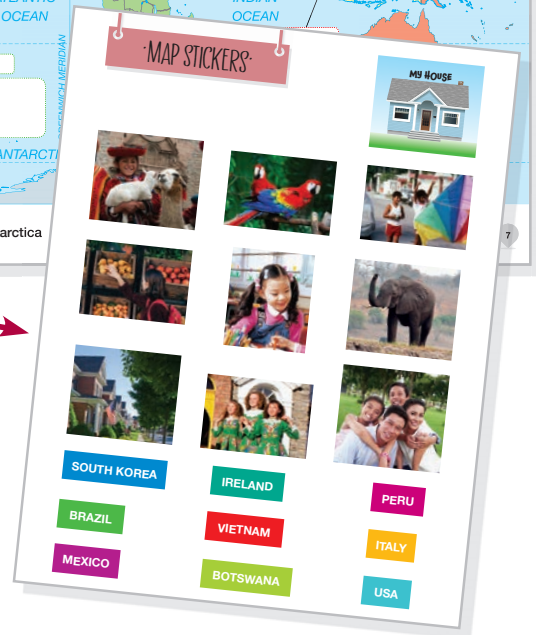 ATLANTIC
OCEAN
INDIAN
OCEAN
GREENWICH MERIDIAN
ANTARCTI
arctica
7
·MAP STICKERS·
MY HOUSE
SOUTH KOREA
IRELAND
PERU
BRAZIL
VIETNAM
ITALY
MEXICO
BOTSWANA
USA